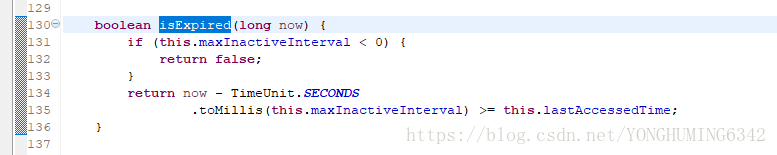 129
130 boolean isExpired(long now) {
131 if (this.maxInactiveInterval < 0) {
132 return false;
133 }
134 return now - TimeUnit.SECONDS
135 .toMillis(this.maxInactiveInterval) >= this.lastAccessedTime;
136 }
https://blog.csdn.net/YONGHUMING6342
137